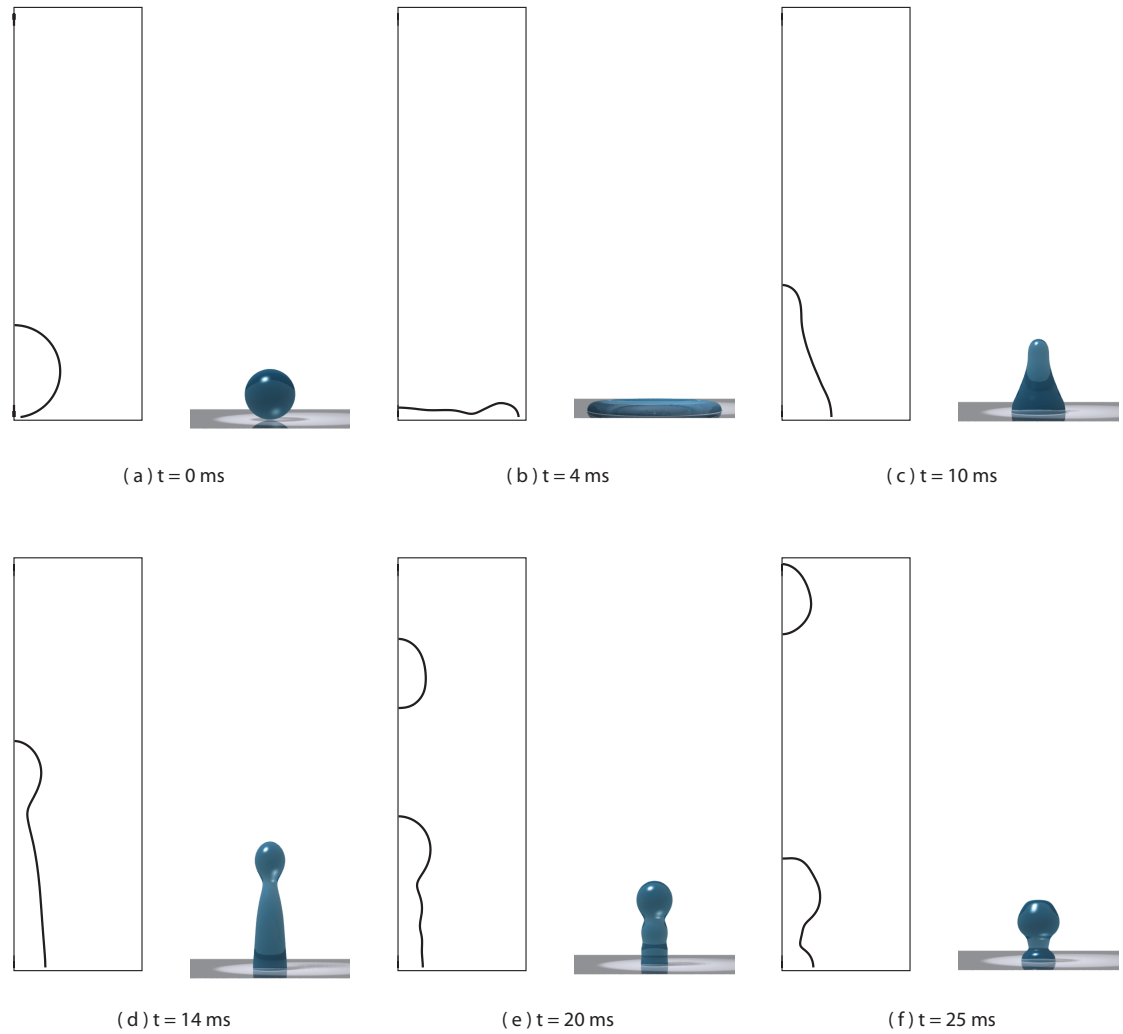 ( a ) t = 0 ms
( b ) t = 4 ms
( c ) t = 10 ms
( d ) t = 14 ms
( e ) t = 20 ms
( f ) t = 25 ms